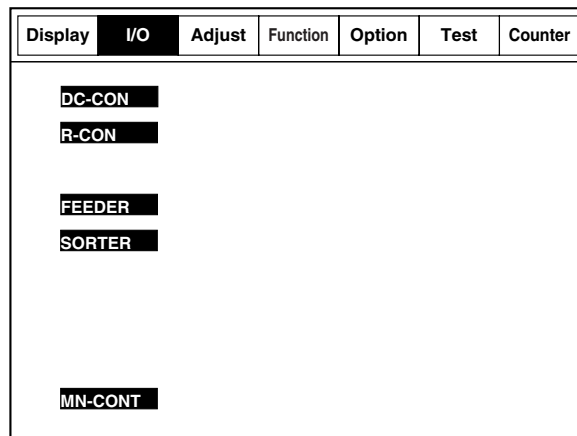 Display I/O Adjust Function Option Test Counter
DC-CON
R-CON
FEEDER
SORTER
MN-CONT